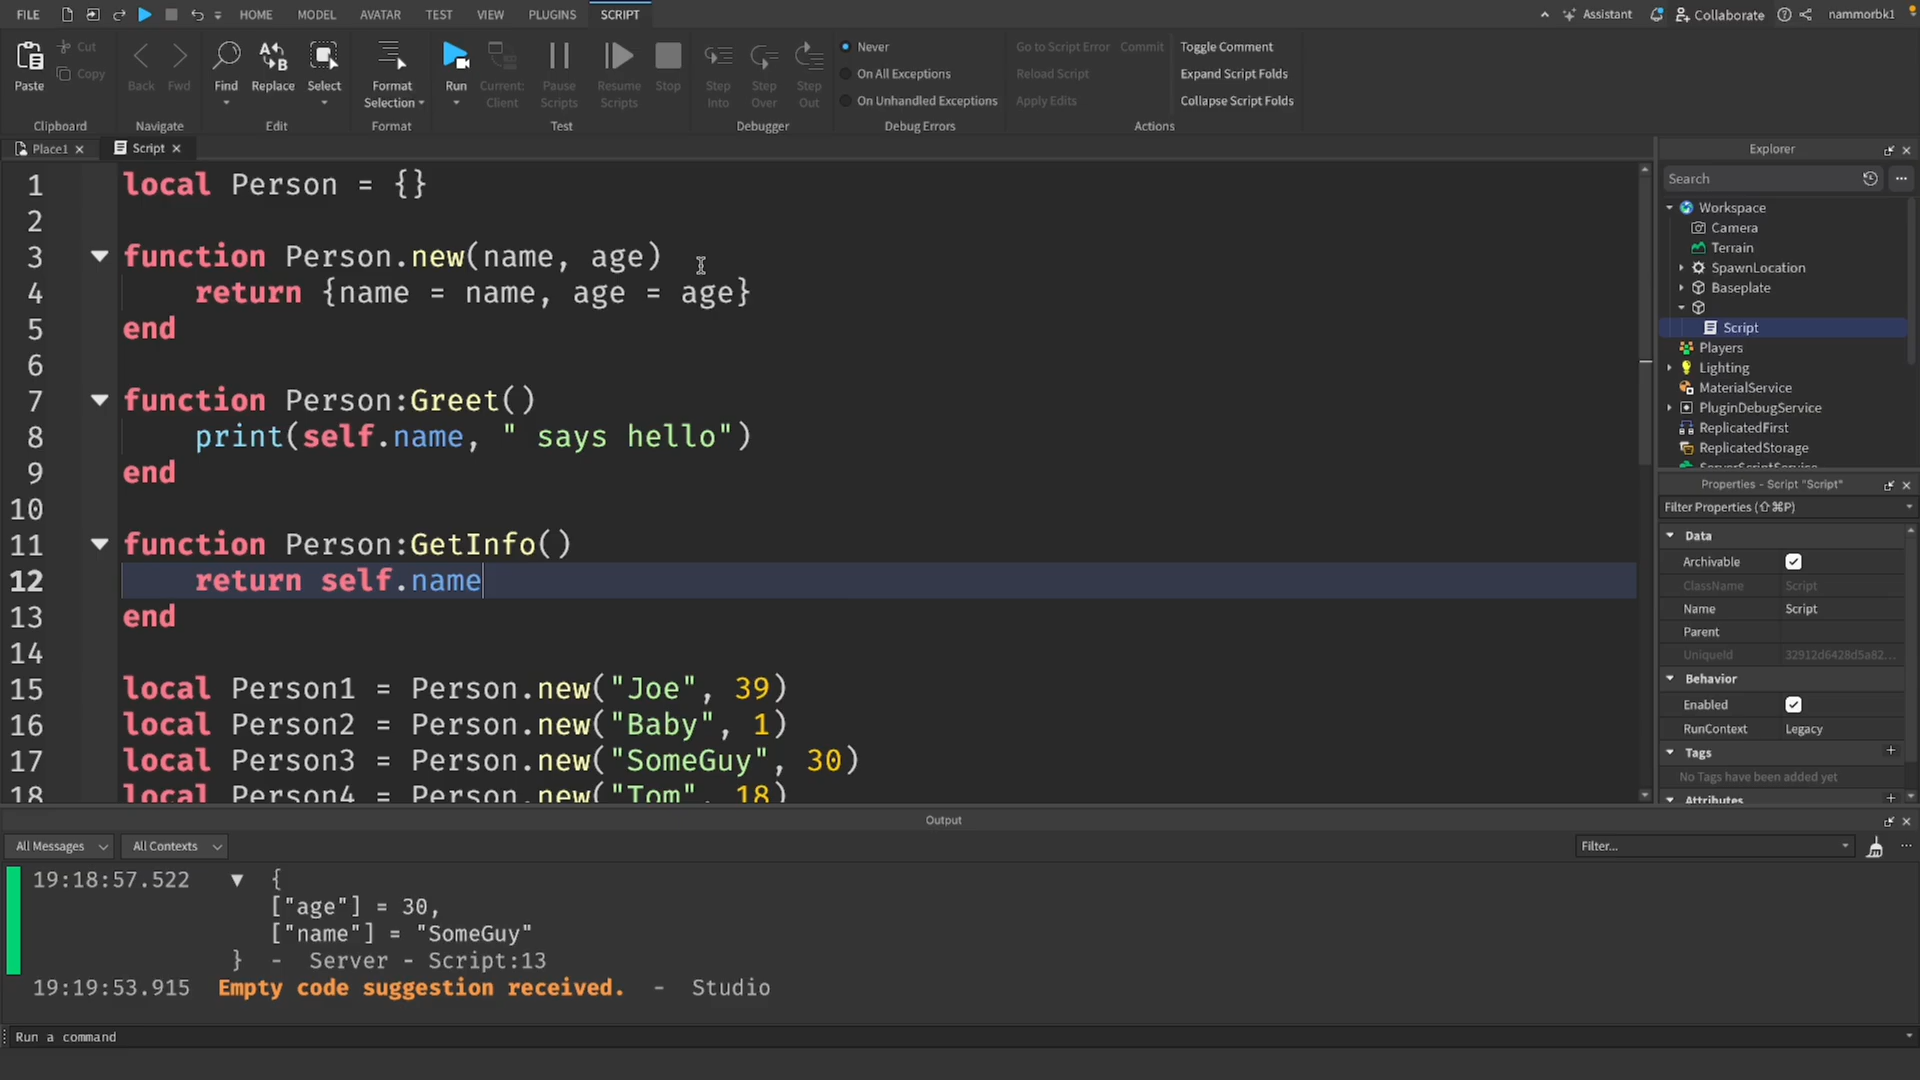 FILE HOME MODEL AVATAR TEST VIEW PLUGINS SCRIPT Assistant Collaborate nammorbk1
Paste Cut Copy Back Fwd Find Replace Select Format Selection Run Current: Client Pause Scripts Resume Scripts Stop Step Into Step Over Step Out
Never
On All Exceptions
On Unhandled Exceptions
Go to Script Error Commit
Reload Script
Apply Edits
Toggle Comment
Expand Script Folds
Collapse Script Folds
Clipboard Navigate Edit Format Test Debugger Debug Errors Actions
Place1 Script
1 local Person = {}
2
3 function Person.new(name, age)
4 return {name = name, age = age}
5 end
6
7 function Person:Greet()
8 print(self.name, " says hello")
9 end
10
11 function Person:GetInfo()
12 return self.name
13 end
14
15 local Person1 = Person.new("Joe", 39)
16 local Person2 = Person.new("Baby", 1)
17 local Person3 = Person.new("SomeGuy", 30)
18 local Person4 = Person.new("Tom", 18)
Explorer
Search
Workspace
Camera
Terrain
SpawnLocation
Baseplate
Script
Players
Lighting
MaterialService
PluginDebugService
ReplicatedFirst
ReplicatedStorage
ServerScriptService
Properties - Script "Script"
Filter Properties (⇧⌘P)
Data
Archivable
ClassName Script
Name Script
Parent
UniqueId 32912d6428d5a82...
Behavior
Enabled
RunContext Legacy
Tags
No Tags have been added yet
Attributes
Output
All Messages All Contexts Filter...
19:18:57.522 {
["age"] = 30,
["name"] = "SomeGuy"
} - Server - Script:13
19:19:53.915 Empty code suggestion received. - Studio
Run a command